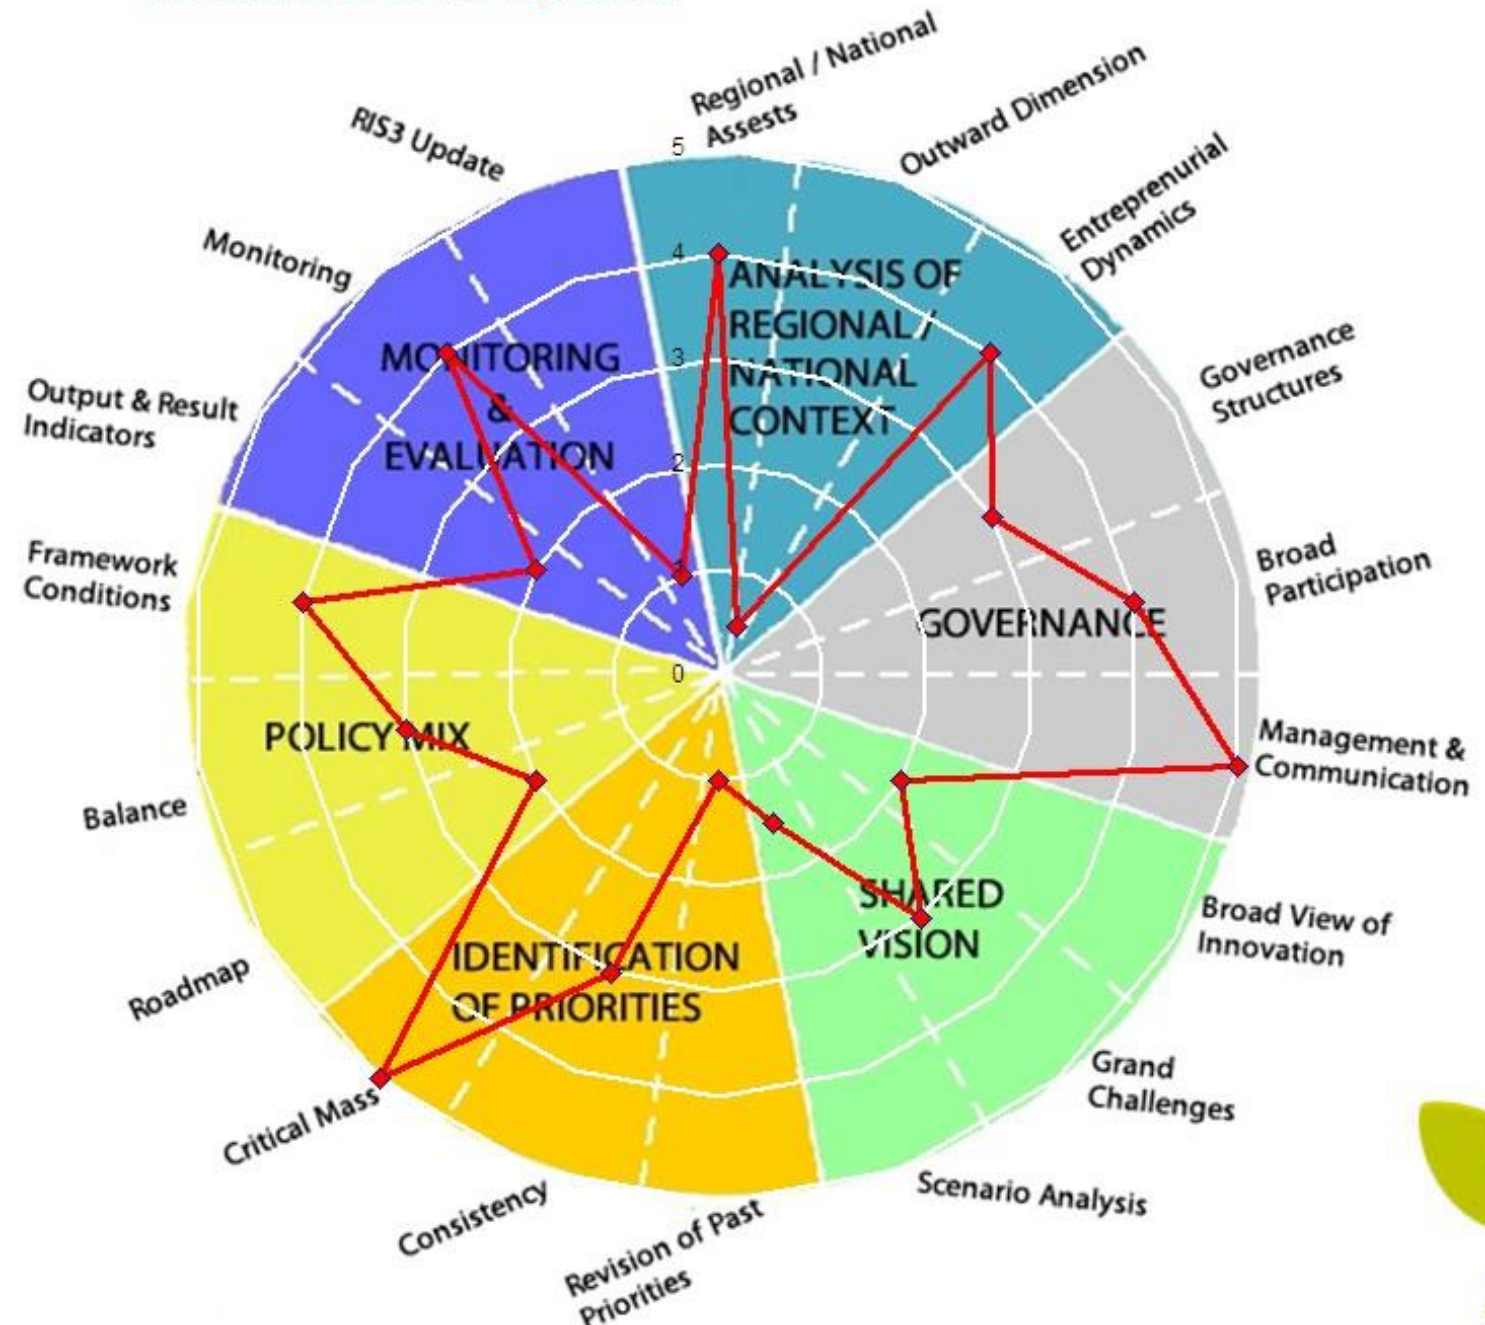 Regional / National
Assests
Outward Dimension
Entreprenurial
Dynamics
Governance
Structures
Broad
Participation
Management &
Communication
Broad View of
Innovation
Grand
Challenges
Scenario Analysis
Revision of Past
Priorities
Consistency
Critical Mass
Roadmap
Balance
Framework
Conditions
Output & Result
Indicators
Monitoring
RIS3 Update
5
4
3
2
1
0
ANALYSIS OF
REGIONAL /
NATIONAL
CONTEXT
GOVERNANCE
SHARED
VISION
IDENTIFICATION
OF PRIORITIES
POLICY MIX
MONITORING
&
EVALUATION